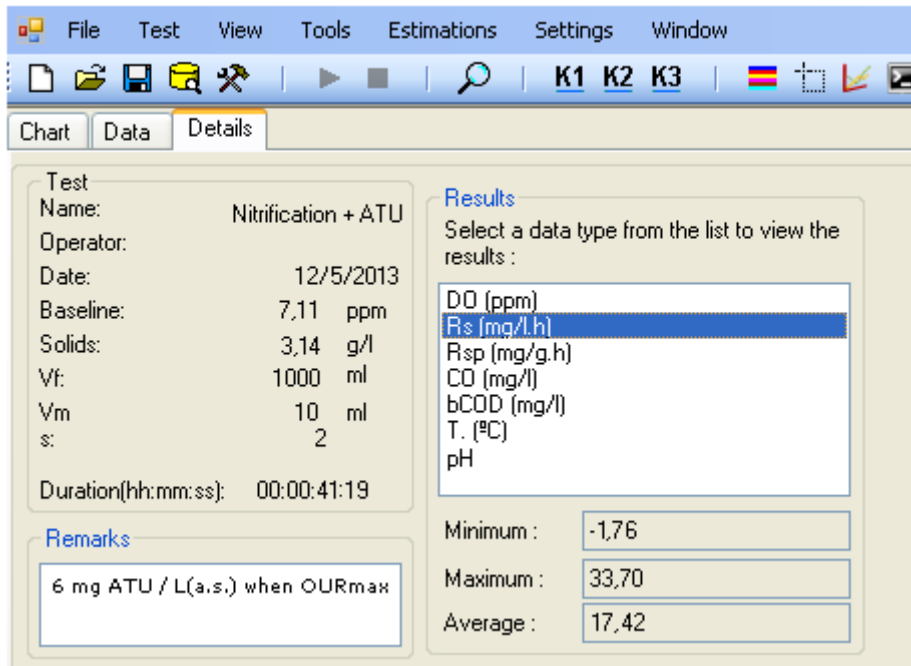 File Test View Tools Estimations Settings Window
K1 K2 K3
Chart Data Details
Test
Name: Nitrification + ATU
Operator:
Date: 12/5/2013
Baseline: 7,11 ppm
Solids: 3,14 g/l
Vf: 1000 ml
Vm 10 ml
s: 2
Duration(hh:mm:ss): 00:00:41:19
Remarks
6 mg ATU / L(a.s.) when OURmax
Results
Select a data type from the list to view the
results :
DO (ppm)
Rs (mg/l.h)
Rsp (mg/g.h)
CO (mg/l)
bCOD (mg/l)
T. (ºC)
pH
Minimum : -1,76
Maximum : 33,70
Average : 17,42